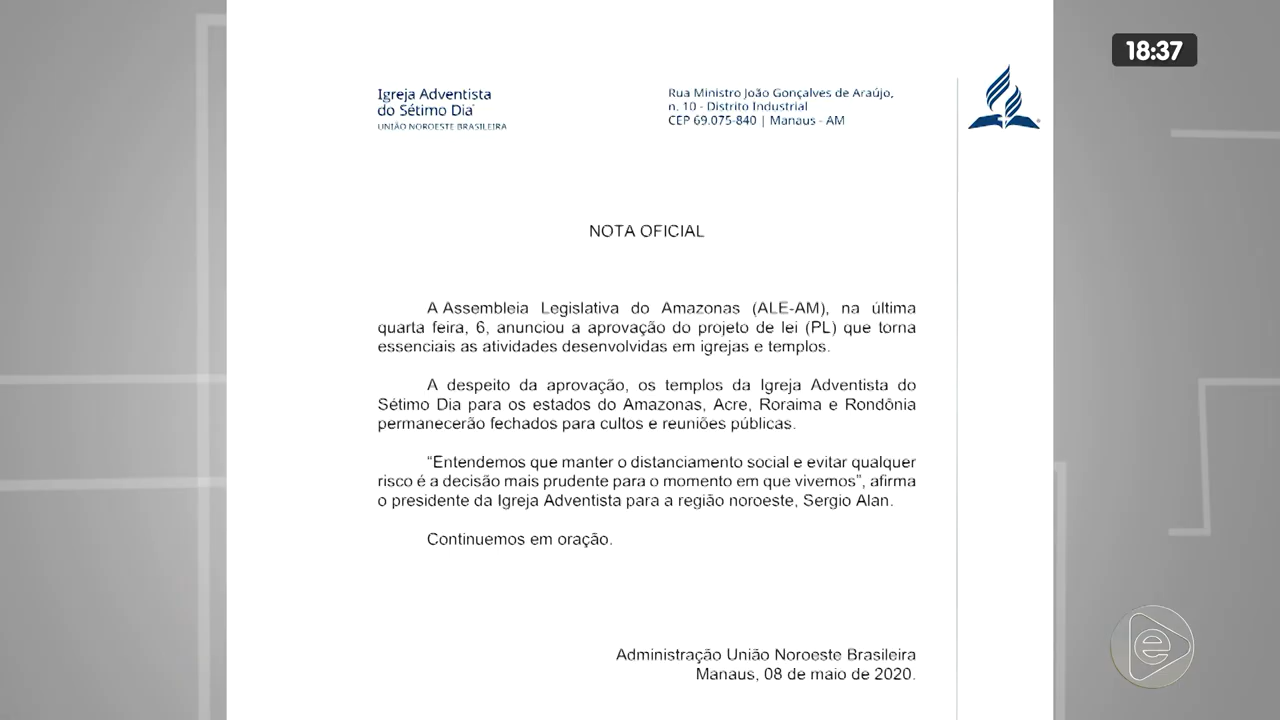 18:37
Igreja Adventista
do Sétimo Dia
UNIÃO NOROESTE BRASILEIRA
Rua Ministro João Gonçalves de Araújo,
n. 10 - Distrito Industrial
CEP 69.075-840 | Manaus - AM
NOTA OFICIAL
A Assembleia Legislativa do Amazonas (ALE-AM), na última
quarta feira, 6, anunciou a aprovação do projeto de lei (PL) que torna
essenciais as atividades desenvolvidas em igrejas e templos.
A despeito da aprovação, os templos da Igreja Adventista do
Sétimo Dia para os estados do Amazonas, Acre, Roraima e Rondônia
permanecerão fechados para cultos e reuniões públicas.
“Entendemos que manter o distanciamento social e evitar qualquer
risco é a decisão mais prudente para o momento em que vivemos”, afirma
o presidente da Igreja Adventista para a região noroeste, Sergio Alan.
Continuemos em oração.
Administração União Noroeste Brasileira
Manaus, 08 de maio de 2020.
e